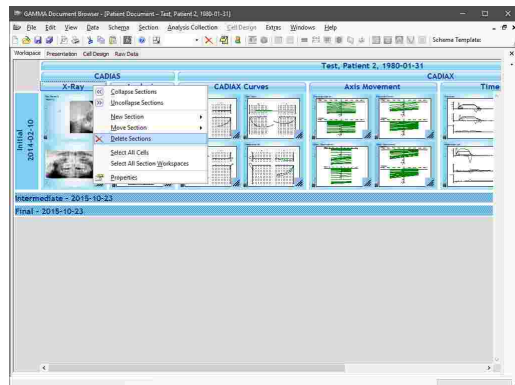 GAMMA Document Browser - [Patient Document - Test, Patient 2, 1980-01-31]
File Edit View Data Schema Section Analysis Collection Cell Design Extras Windows Help
Schema Template:
Workspace Presentation Cell Design Raw Data
Test, Patient 2, 1980-01-31
CADIAS CADIAX
X-Ray CADIAX Curves Axis Movement Time
Collapse Sections
Uncollapse Sections
New Section
Move Section
Delete Sections
Select All Cells
Select All Section Workspaces
Properties
Initial
2014-02-10
Intermediate - 2015-10-23
Final - 2015-10-23